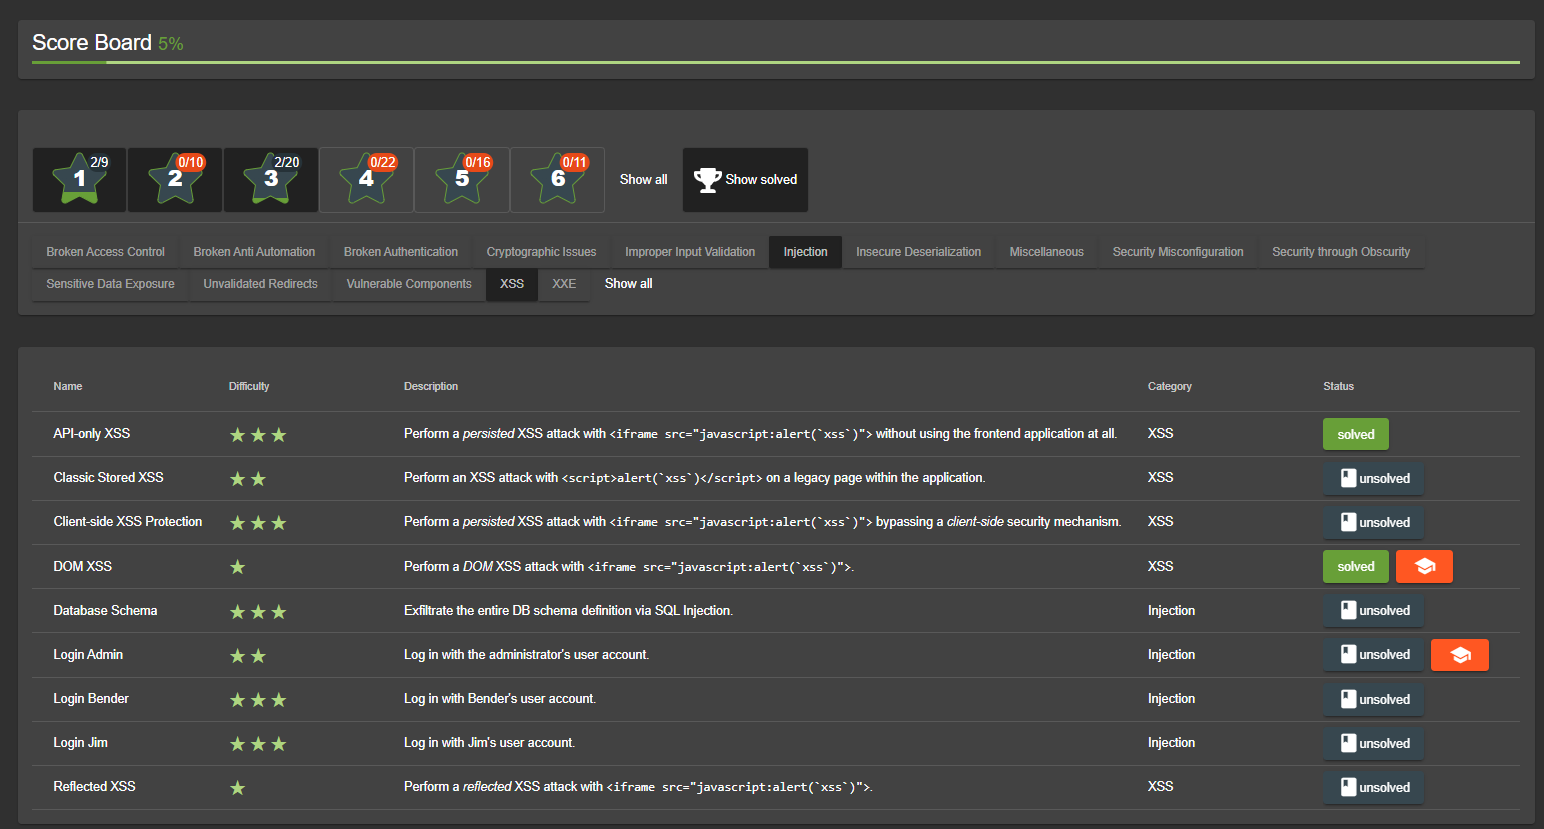 Score Board 5%
1 2/9 2 0/10 3 2/20 4 0/22 5 0/16 6 0/11 Show all Show solved
Broken Access Control Broken Anti Automation Broken Authentication Cryptographic Issues Improper Input Validation Injection Insecure Deserialization Miscellaneous Security Misconfiguration Security through Obscurity
Sensitive Data Exposure Unvalidated Redirects Vulnerable Components XSS XXE Show all
Name Difficulty Description Category Status
API-only XSS Perform a persisted XSS attack with <iframe src="javascript:alert(`xss`)"> without using the frontend application at all. XSS solved
Classic Stored XSS Perform an XSS attack with <script>alert(`xss`)</script> on a legacy page within the application. XSS unsolved
Client-side XSS Protection Perform a persisted XSS attack with <iframe src="javascript:alert(`xss`)"> bypassing a client-side security mechanism. XSS unsolved
DOM XSS Perform a DOM XSS attack with <iframe src="javascript:alert(`xss`)">. XSS solved
Database Schema Exfiltrate the entire DB schema definition via SQL Injection. Injection unsolved
Login Admin Log in with the administrator's user account. Injection unsolved
Login Bender Log in with Bender's user account. Injection unsolved
Login Jim Log in with Jim's user account. Injection unsolved
Reflected XSS Perform a reflected XSS attack with <iframe src="javascript:alert(`xss`)">. XSS unsolved